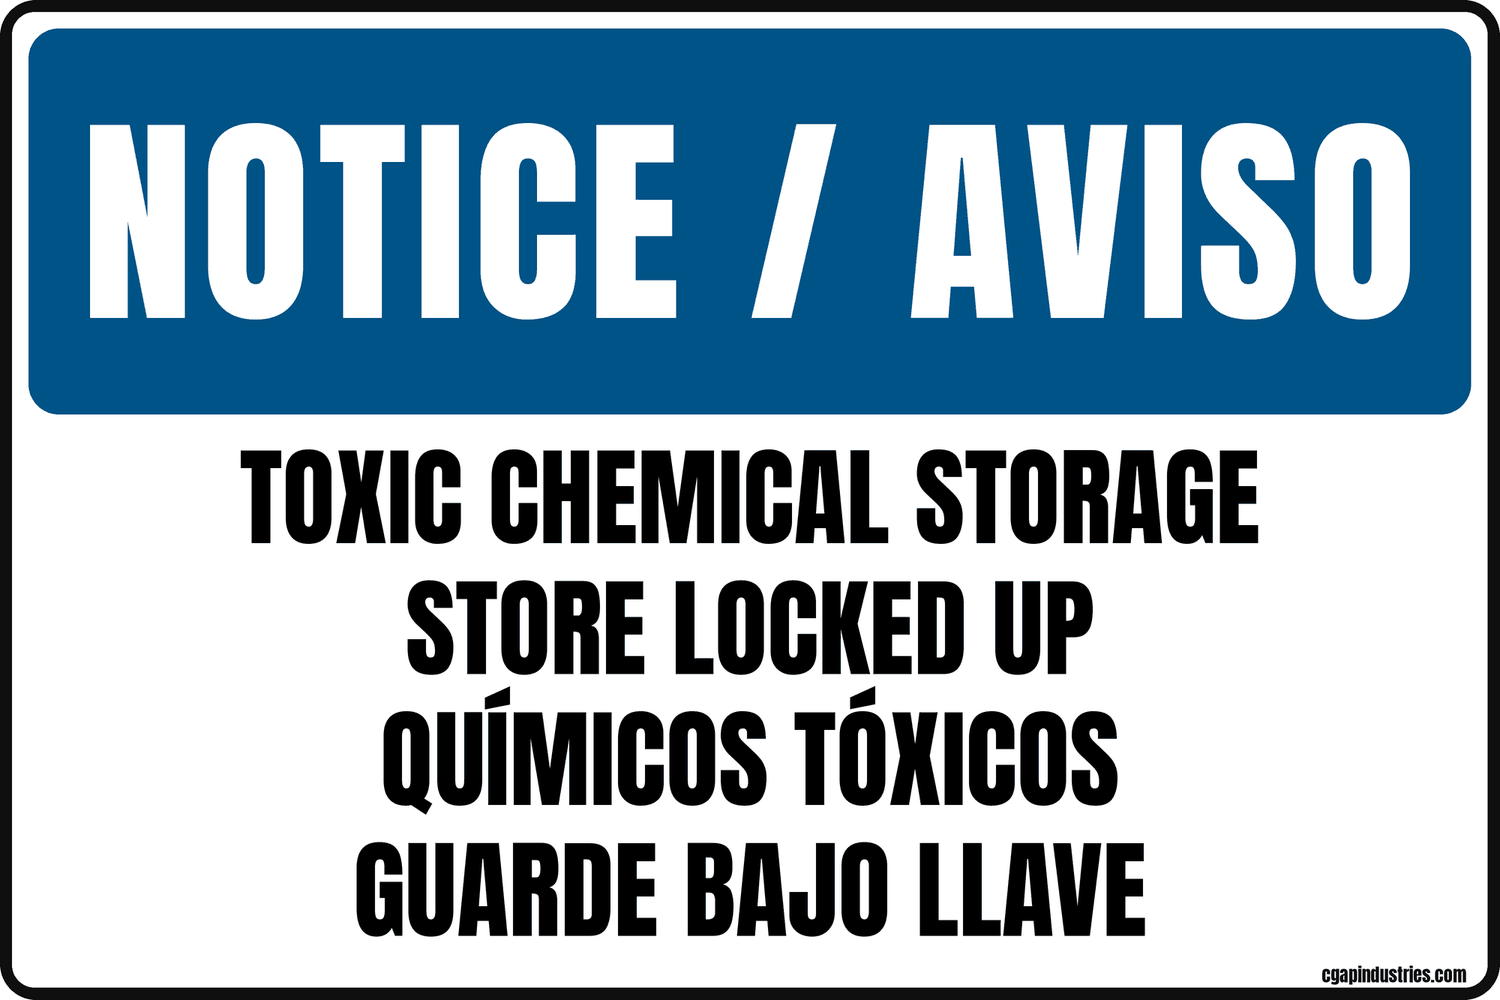 NOTICE / AVISO
TOXIC CHEMICAL STORAGE
STORE LOCKED UP
QUÍMICOS TÓXICOS
GUARDE BAJO LLAVE
cgapindustries.com